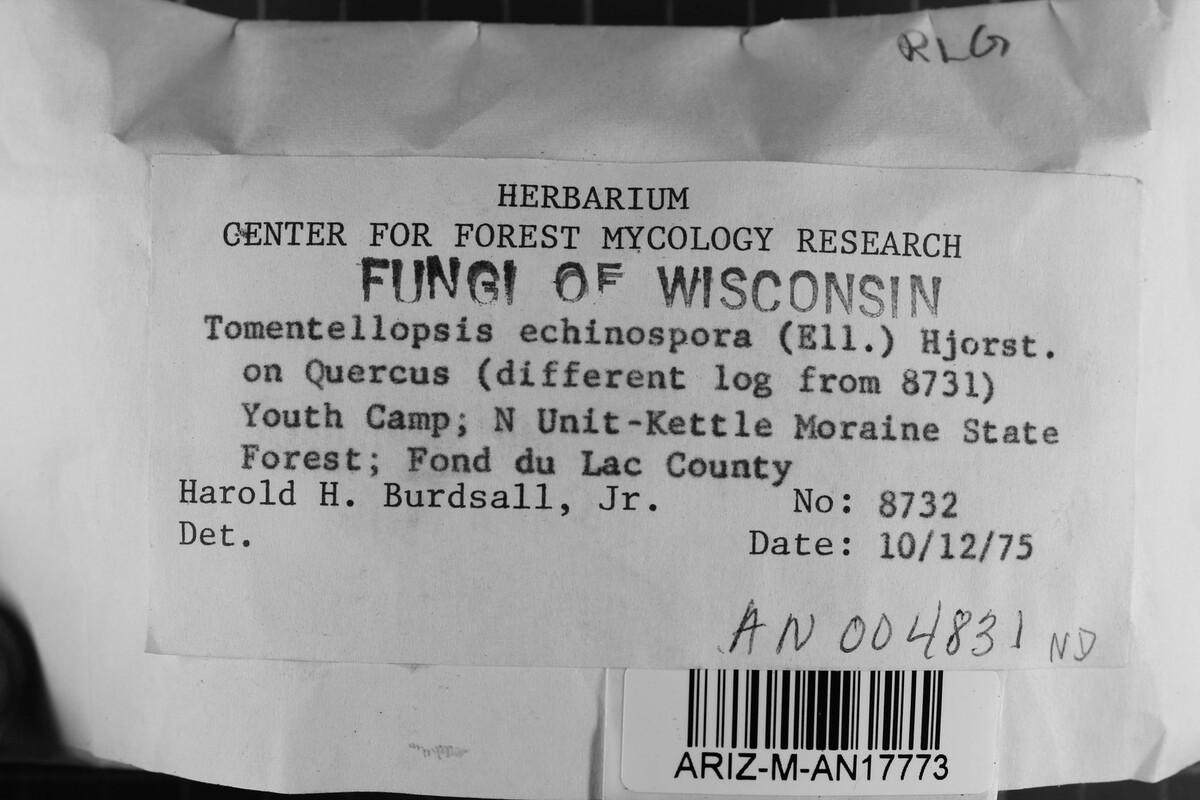 RLG
HERBARIUM
CENTER FOR FOREST MYCOLOGY RESEARCH
FUNGI OF WISCONSIN
Tomentellopsis echinospora (Ell.) Hjorst.
on Quercus (different log from 8731)
Youth Camp; N Unit-Kettle Moraine State
Forest; Fond du Lac County
Harold H. Burdsall, Jr. No: 8732
Det. Date: 10/12/75
AN 004831 ND
ARIZ-M-AN17773